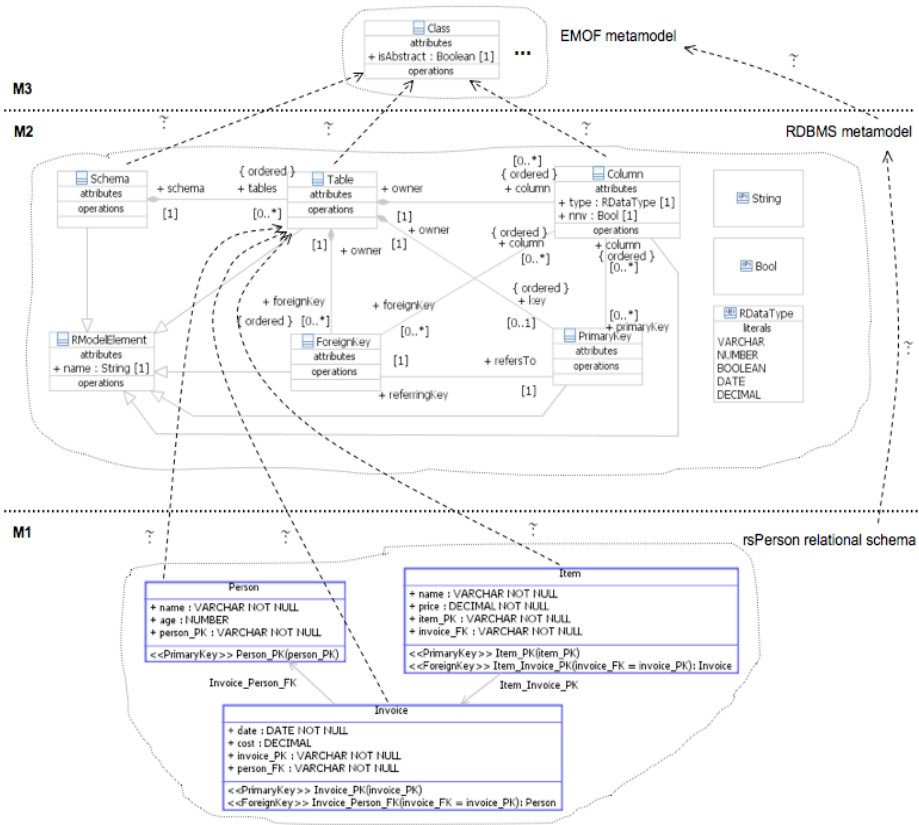 Class
attributes
+ isAbstract : Boolean [1]
operations
...
EMOF metamodel
M3
M2
RDBMS metamodel
Schema
attributes
operations
+ schema
[1]
{ ordered }
+ tables
[0..*]
Table
attributes
operations
+ owner
[1]
[0..*]
{ ordered }
+ column
Column
attributes
+ type : RDataType [1]
+ nnv : Bool [1]
operations
String
Bool
RDataType
literals
VARCHAR
NUMBER
BOOLEAN
DATE
DECIMAL
[1]
+ owner
+ owner
[1]
{ ordered }
+ column
[0..*]
+ column
{ ordered }
[0..*]
+ foreignKey
{ ordered }
[0..*]
+ foreignKey
[0..*]
{ ordered }
+ key
[0..1]
[0..*]
+ primaryKey
RModelElement
attributes
+ name : String [1]
operations
ForeignKey
attributes
operations
[1]
+ referringKey
+ refersTo
[1]
PrimaryKey
attributes
operations
M1
rsPerson relational schema
Person
+ name : VARCHAR NOT NULL
+ age : NUMBER
+ person_PK : VARCHAR NOT NULL
<<PrimaryKey>> Person_PK(person_PK)
Item
+ name : VARCHAR NOT NULL
+ price : DECIMAL NOT NULL
+ item_PK : VARCHAR NOT NULL
+ invoice_FK : VARCHAR NOT NULL
<<PrimaryKey>> Item_PK(item_PK)
<<ForeignKey>> Item_Invoice_PK(invoice_FK = invoice_PK): Invoice
Invoice_Person_FK
Item_Invoice_PK
Invoice
+ date : DATE NOT NULL
+ cost : DECIMAL
+ invoice_PK : VARCHAR NOT NULL
+ person_FK : VARCHAR NOT NULL
<<PrimaryKey>> Invoice_PK(invoice_PK)
<<ForeignKey>> Invoice_Person_FK(invoice_FK = invoice_PK): Person